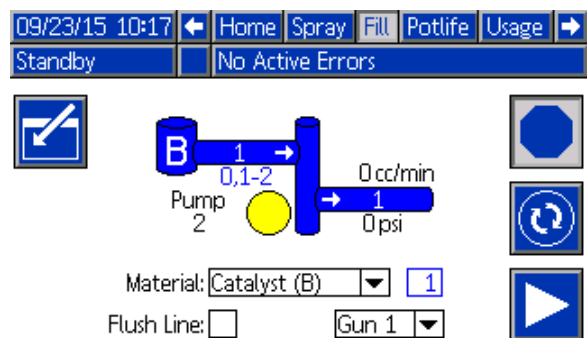 09/23/15 10:17 Home Spray Fill Potlife Usage
Standby No Active Errors
B 1
0,1-2
Pump
2
0 cc/min
1
0 psi
Material: Catalyst (B) 1
Flush Line: Gun 1